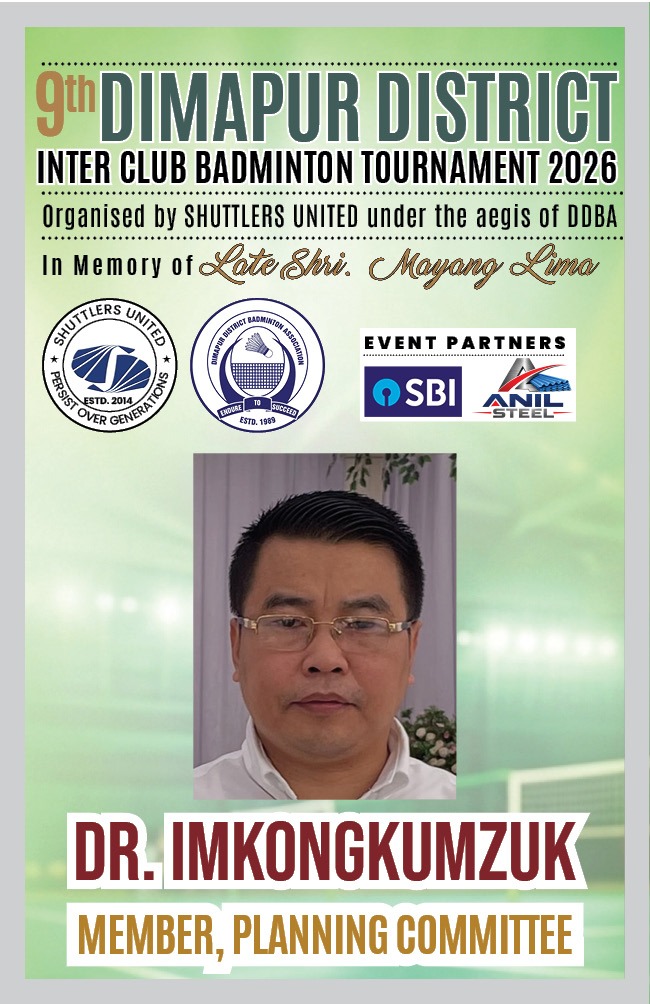 9th DIMAPUR DISTRICT
INTER CLUB BADMINTON TOURNAMENT 2026
Organised by SHUTTLERS UNITED under the aegis of DDBA
In Memory of Late Shri. Mayang Lima
SHUTTLERS UNITED
ESTD. 2014
PERSIST OVER GENERATIONS
DIMAPUR DISTRICT BADMINTON ASSOCIATION
ENDURE TO SUCCEED
ESTD. 1989
EVENT PARTNERS
SBI
ANIL
STEEL
DR. IMKONGKUMZUK
MEMBER, PLANNING COMMITTEE